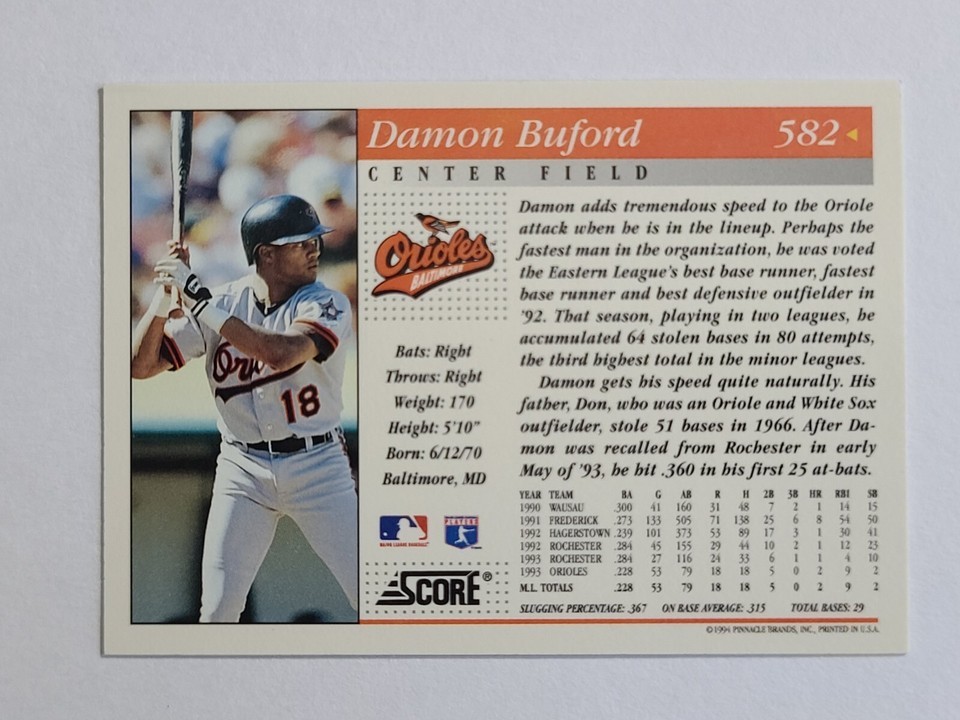 Damon Buford 582
CENTER FIELD
Orioles
BALTIMORE
Ori
18
Bats: Right
Throws: Right
Weight: 170
Height: 5'10"
Born: 6/12/70
Baltimore, MD
PLAYERS
MAJOR LEAGUE BASEBALL
SCORE®
Damon adds tremendous speed to the Oriole
attack when he is in the lineup. Perhaps the
fastest man in the organization, he was voted
the Eastern League's best base runner, fastest
base runner and best defensive outfielder in
'92. That season, playing in two leagues, he
accumulated 64 stolen bases in 80 attempts,
the third highest total in the minor leagues.
Damon gets his speed quite naturally. His
father, Don, who was an Oriole and White Sox
outfielder, stole 51 bases in 1966. After Da-
mon was recalled from Rochester in early
May of '93, he hit .360 in his first 25 at-bats.
YEAR TEAM BA G AB R H 2B 3B HR RBI SB
1990 WAUSAU .300 41 160 31 48 7 2 1 14 15
1991 FREDERICK .273 133 505 71 138 25 6 8 54 50
1992 HAGERSTOWN .239 101 373 53 89 17 3 1 30 41
1992 ROCHESTER .284 45 155 29 44 10 2 1 12 23
1993 ROCHESTER .284 27 116 24 33 6 1 1 4 10
1993 ORIOLES .228 53 79 18 18 5 0 2 9 2
M.L. TOTALS .228 53 79 18 18 5 0 2 9 2
SLUGGING PERCENTAGE: .367 ON BASE AVERAGE: .315 TOTAL BASES: 29
©1994 PINNACLE BRANDS, INC., PRINTED IN U.S.A.